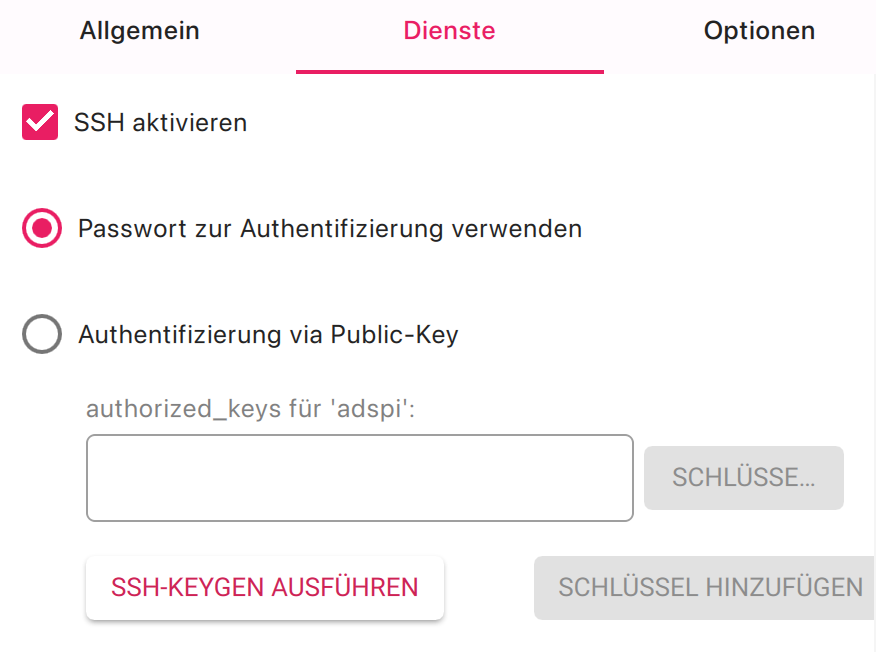 Allgemein Dienste Optionen
SSH aktivieren
Passwort zur Authentifizierung verwenden
Authentifizierung via Public-Key
authorized_keys für 'adspi':
SCHLÜSSE...
SSH-KEYGEN AUSFÜHREN SCHLÜSSEL HINZUFÜGEN